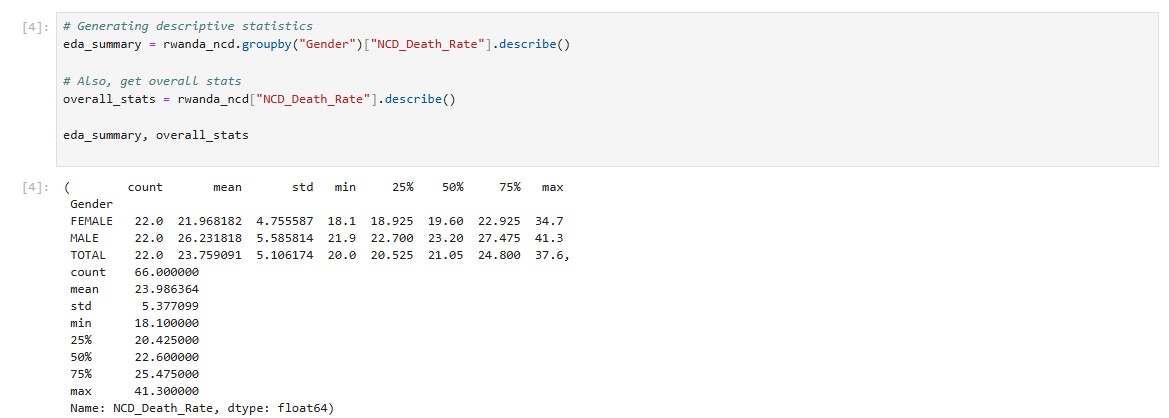 [4]: # Generating descriptive statistics
eda_summary = rwanda_ncd.groupby("Gender")["NCD_Death_Rate"].describe()
# Also, get overall stats
overall_stats = rwanda_ncd["NCD_Death_Rate"].describe()
eda_summary, overall_stats
[4]: ( count mean std min 25% 50% 75% max
Gender
FEMALE 22.0 21.968182 4.755587 18.1 18.925 19.60 22.925 34.7
MALE 22.0 26.231818 5.585814 21.9 22.700 23.20 27.475 41.3
TOTAL 22.0 23.759091 5.106174 20.0 20.525 21.05 24.800 37.6,
count 66.000000
mean 23.986364
std 5.377099
min 18.100000
25% 20.425000
50% 22.600000
75% 25.475000
max 41.300000
Name: NCD_Death_Rate, dtype: float64)